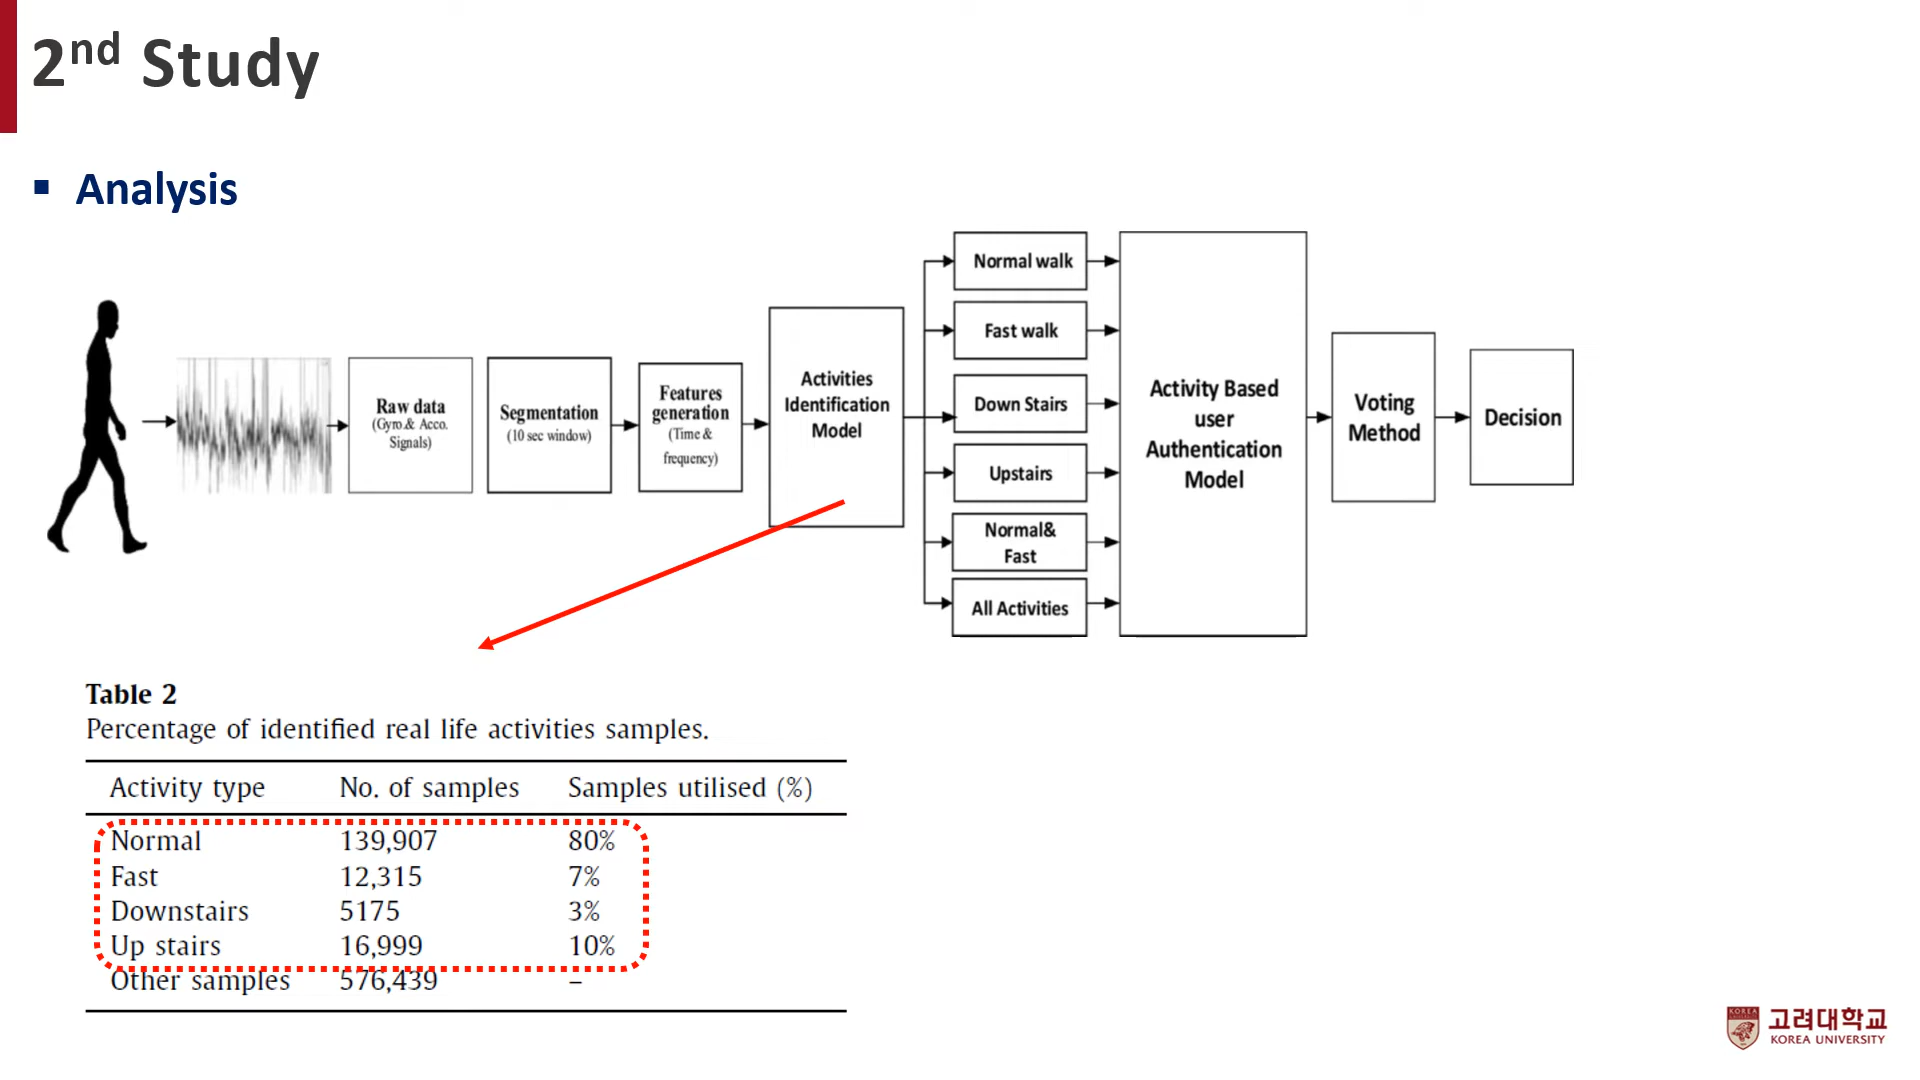 2nd Study
▪ Analysis
Raw data
(Gyro.& Acco.
Signals)
Segmentation
(10 sec window)
Features
generation
(Time &
frequency)
Activities
Identification
Model
Normal walk
Fast walk
Down Stairs
Upstairs
Normal&
Fast
All Activities
Activity Based
user
Authentication
Model
Voting
Method
Decision
Table 2
Percentage of identified real life activities samples.
Activity type No. of samples Samples utilised (%)
Normal 139,907 80%
Fast 12,315 7%
Downstairs 5175 3%
Up stairs 16,999 10%
Other samples 576,439 –
KOREA
고려대학교
KOREA UNIVERSITY